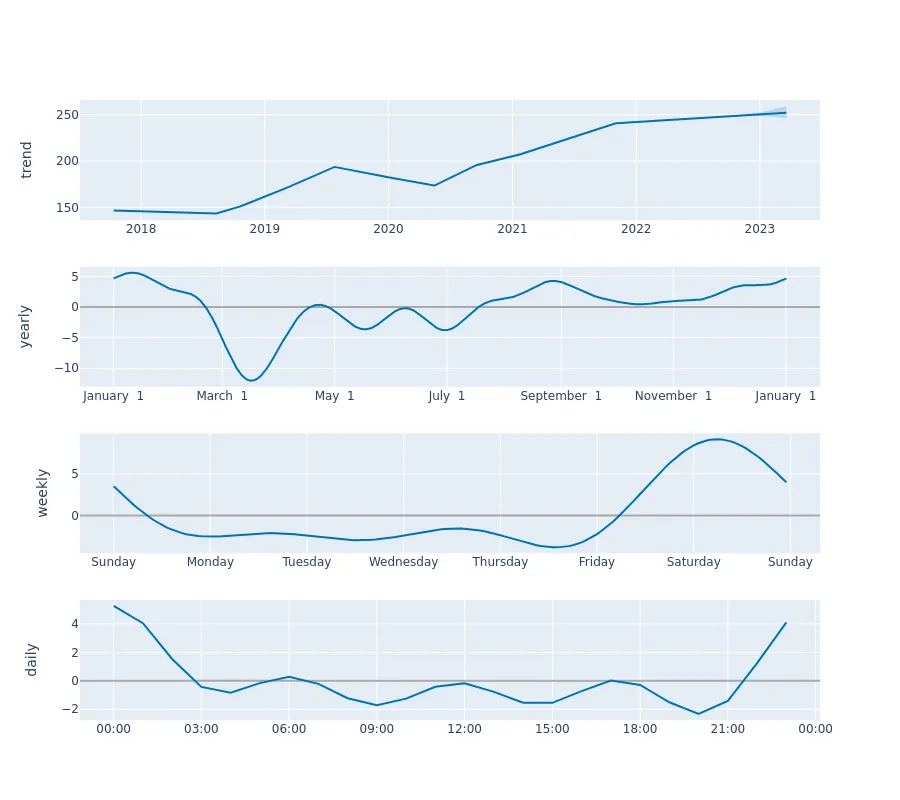 trend
250
200
150
2018 2019 2020 2021 2022 2023
yearly
5
0
−5
−10
January 1 March 1 May 1 July 1 September 1 November 1 January 1
weekly
5
0
Sunday Monday Tuesday Wednesday Thursday Friday Saturday Sunday
daily
4
2
0
−2
00:00 03:00 06:00 09:00 12:00 15:00 18:00 21:00 00:00